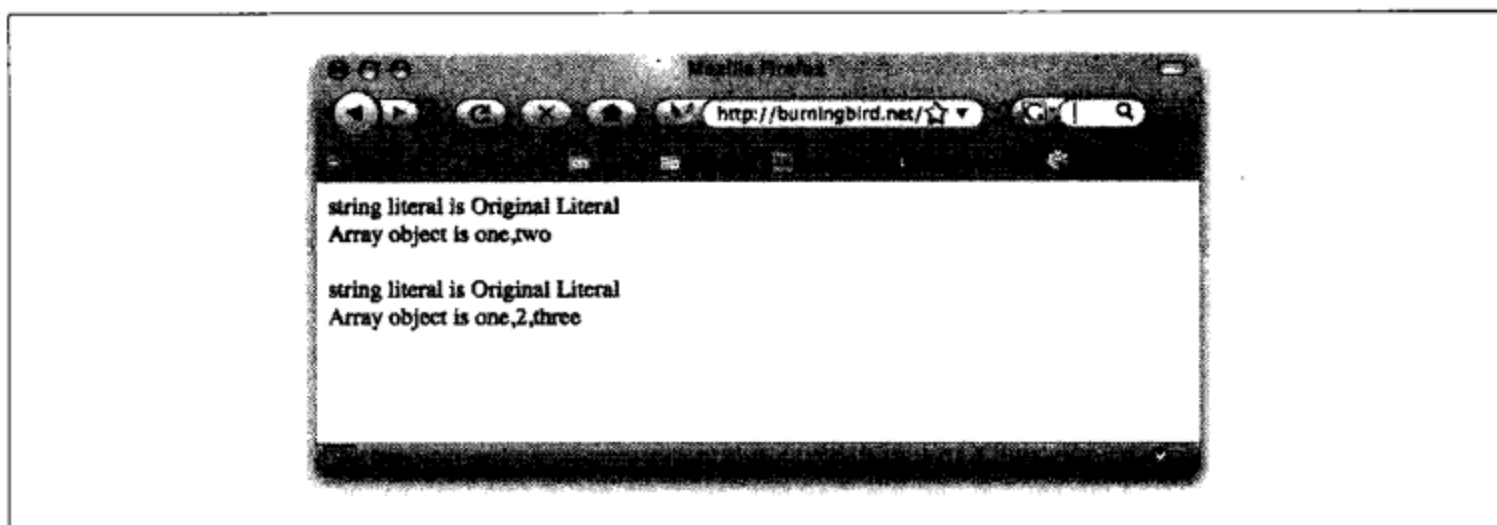 Mozilla Firefox
http://burningbird.net/
string literal is Original Literal
Array object is one,two
string literal is Original Literal
Array object is one,2,three